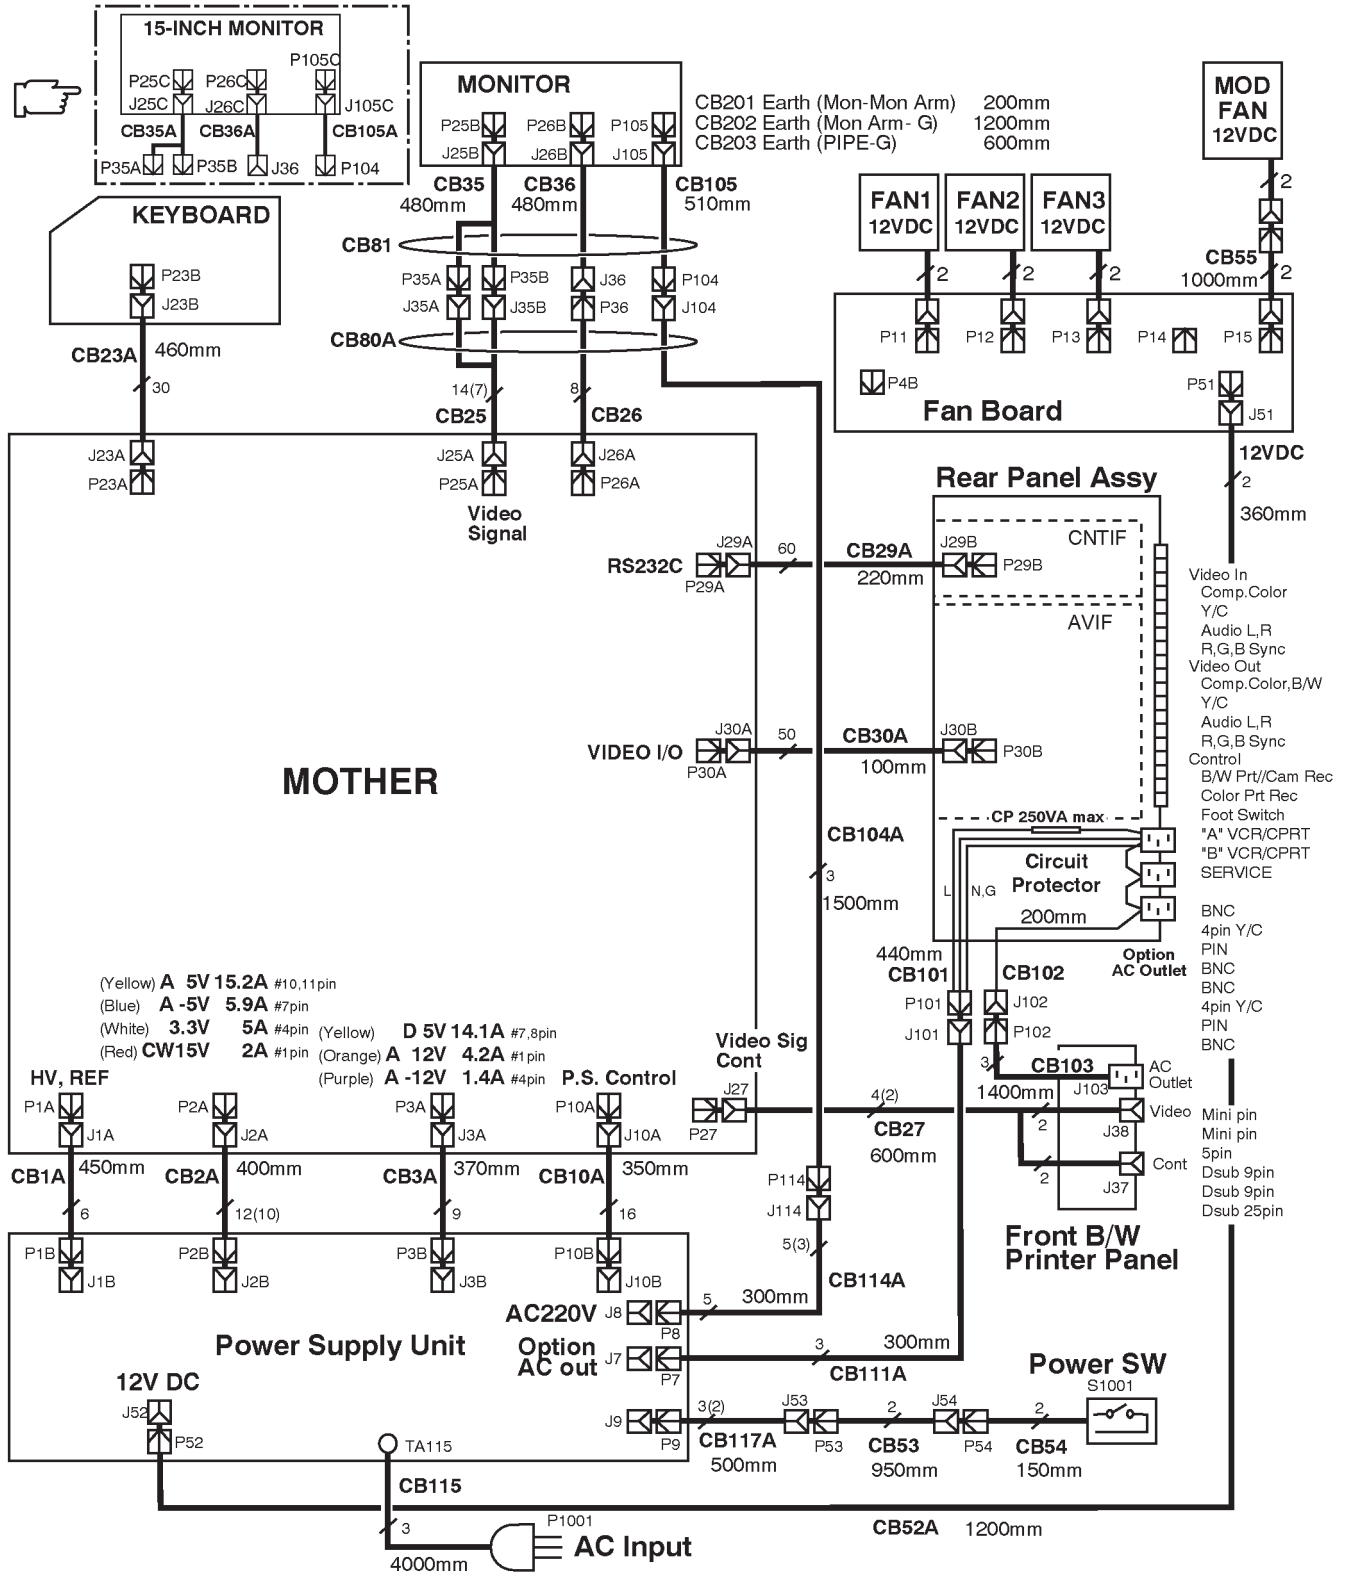 15-INCH MONITOR
P105C
P25C
P26C
J25C
J26C
J105C
CB35A
CB36A
CB105A
P35A
P35B
J36
P104
MONITOR
P25B
P26B
P105
J25B
J26B
J105
CB35
480mm
CB36
480mm
CB105
510mm
CB201 Earth (Mon-Mon Arm) 200mm
CB202 Earth (Mon Arm- G) 1200mm
CB203 Earth (PIPE-G) 600mm
MOD
FAN
12VDC
2
CB55
1000mm
2
FAN1
12VDC
FAN2
12VDC
FAN3
12VDC
2
2
2
KEYBOARD
P23B
J23B
CB23A
460mm
30
CB81
P35A
P35B
J36
P104
J35A
J35B
P36
J104
CB80A
14(7)
8
CB25
CB26
P11
P12
P13
P14
P15
P4B
P51
J51
Fan Board
12VDC
2
360mm
J23A
P23A
J25A
P25A
J26A
P26A
Video
Signal
Rear Panel Assy
CNTIF
RS232C
J29A
P29A
60
CB29A
220mm
J29B
P29B
AVIF
VIDEO I/O
J30A
P30A
50
CB30A
100mm
J30B
P30B
Video In
Comp.Color
Y/C
Audio L,R
R,G,B Sync
Video Out
Comp.Color,B/W
Y/C
Audio L,R
R,G,B Sync
Control
B/W Prt//Cam Rec
Color Prt Rec
Foot Switch
"A" VCR/CPRT
"B" VCR/CPRT
SERVICE
BNC
4pin Y/C
PIN
BNC
BNC
4pin Y/C
PIN
BNC
Mini pin
Mini pin
5pin
Dsub 9pin
Dsub 9pin
Dsub 25pin
MOTHER
CB104A
3
1500mm
CP 250VA max
Circuit
Protector
L
N,G
200mm
Option
AC Outlet
440mm
CB101
CB102
P101
J101
J102
P102
3
CB103
1400mm
J103
AC
Outlet
(Yellow) A 5V 15.2A #10,11pin
(Blue) A -5V 5.9A #7pin
(White) 3.3V 5A #4pin
(Red) CW15V 2A #1pin
(Yellow) D 5V 14.1A #7,8pin
(Orange) A 12V 4.2A #1pin
(Purple) A -12V 1.4A #4pin
Video Sig
Cont
HV, REF
P.S. Control
P1A
J1A
P2A
J2A
P3A
J3A
P10A
J10A
J27
P27
4(2)
CB27
600mm
2
Video
J38
2
Cont
J37
Front B/W
Printer Panel
CB1A
450mm
6
CB2A
400mm
12(10)
CB3A
370mm
9
CB10A
350mm
16
P114
J114
5(3)
CB114A
P1B
J1B
P2B
J2B
P3B
J3B
P10B
J10B
AC220V
J8
P8
5
300mm
Power Supply Unit
Option
AC out
J7
P7
3
CB111A
300mm
Power SW
S1001
12V DC
J52
P52
TA115
J9
P9
3(2)
CB117A
500mm
J53
P53
2
CB53
950mm
J54
P54
2
CB54
150mm
CB115
3
4000mm
P1001
AC Input
CB52A
1200mm